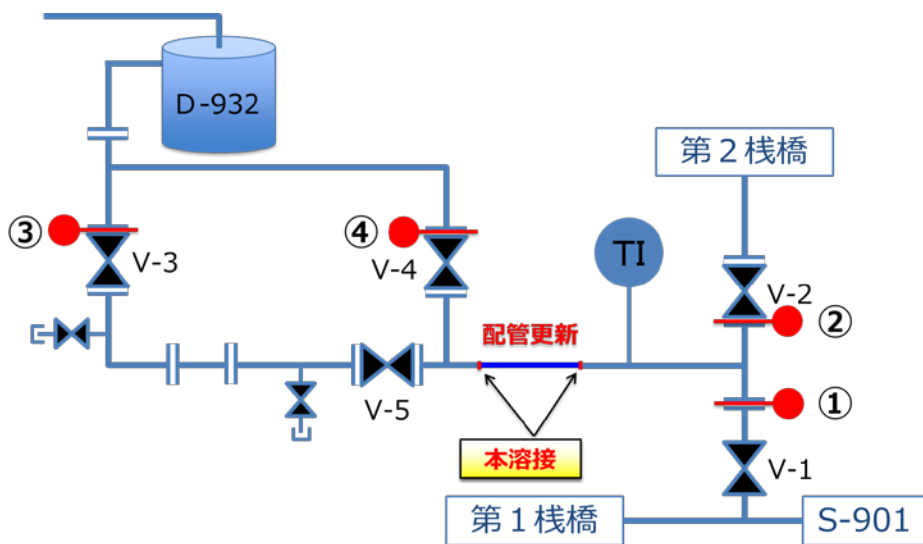 D-932
第２桟橋
③
④
V-3
V-4
TI
V-2
②
配管更新
①
V-5
本溶接
V-1
第１桟橋
S-901